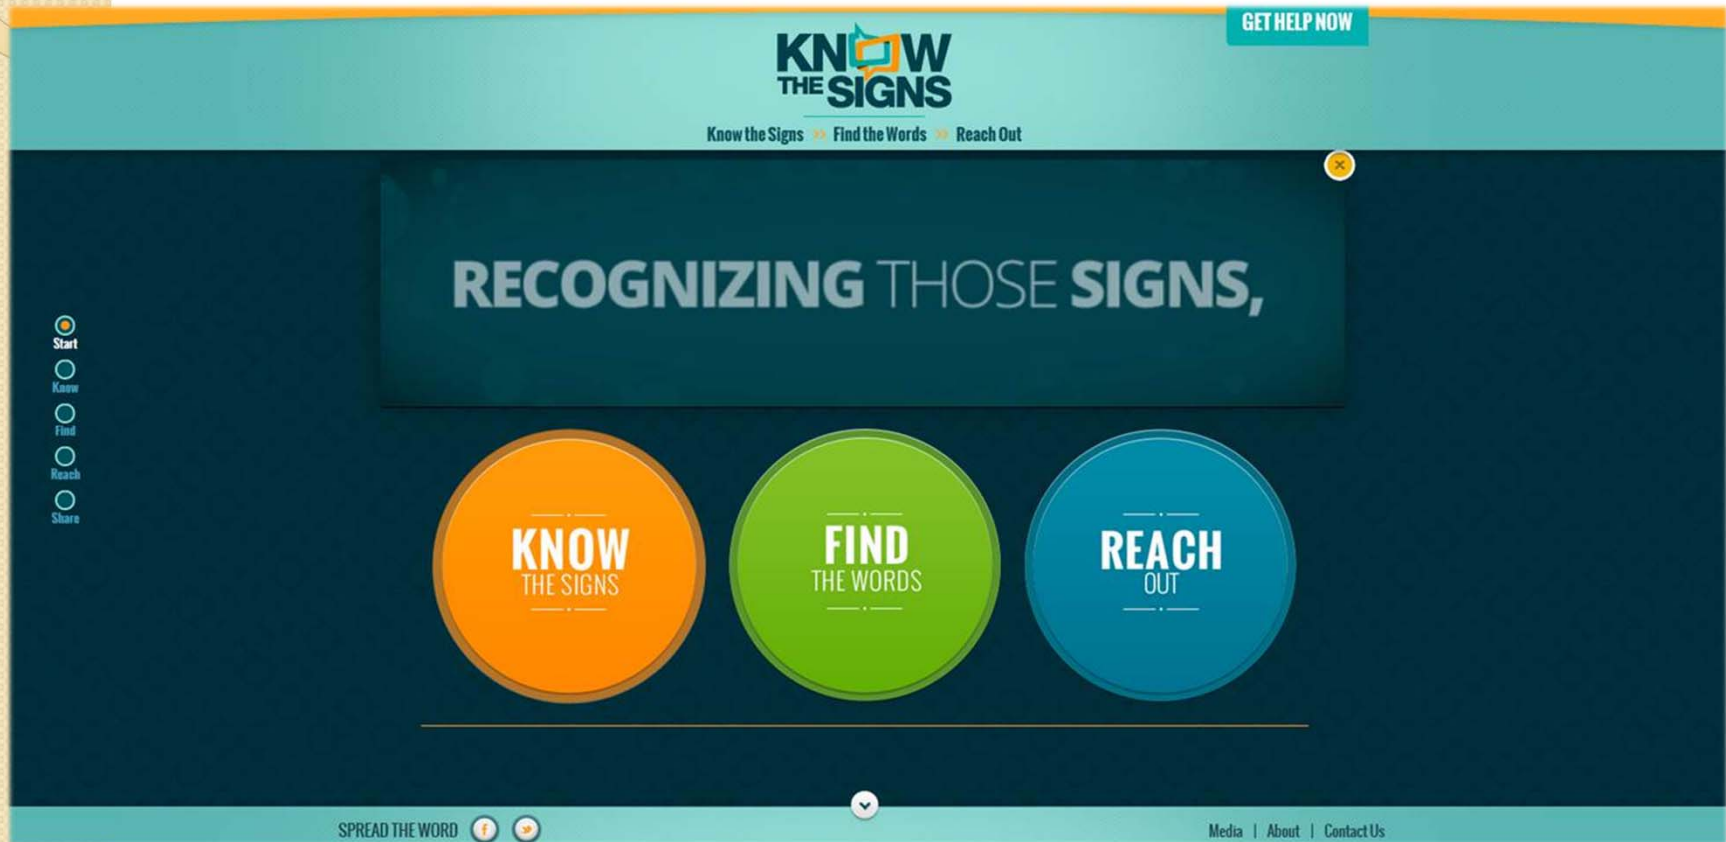 GET HELP NOW
KNOW
THE SIGNS
Know the Signs >> Find the Words >> Reach Out
RECOGNIZING THOSE SIGNS,
Start
Know
Find
Reach
Share
KNOW
THE SIGNS
FIND
THE WORDS
REACH
OUT
SPREAD THE WORD
Media | About | Contact Us